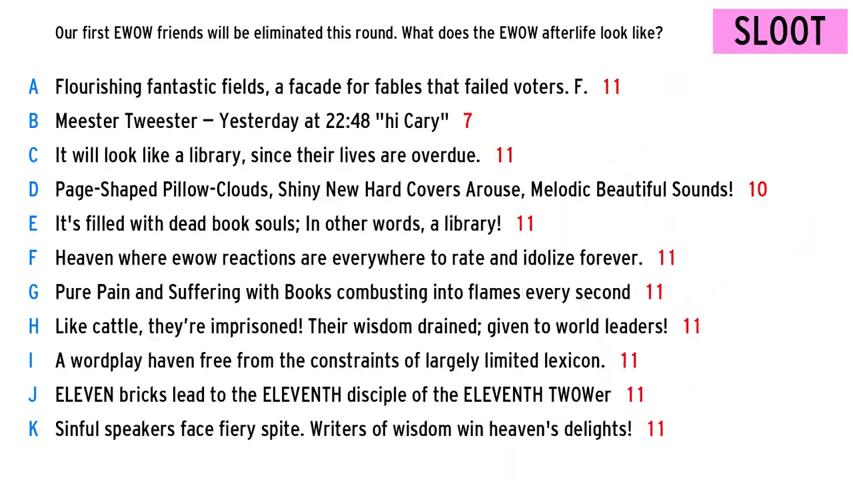 Our first EWOW friends will be eliminated this round. What does the EWOW afterlife look like?
SLOOT
A Flourishing fantastic fields, a facade for fables that failed voters. F. 11
B Meester Tweester – Yesterday at 22:48 "hi Cary" 7
C It will look like a library, since their lives are overdue. 11
D Page-Shaped Pillow-Clouds, Shiny New Hard Covers Arouse, Melodic Beautiful Sounds! 10
E It's filled with dead book souls; In other words, a library! 11
F Heaven where ewow reactions are everywhere to rate and idolize forever. 11
G Pure Pain and Suffering with Books combusting into flames every second 11
H Like cattle, they’re imprisoned! Their wisdom drained; given to world leaders! 11
I A wordplay haven free from the constraints of largely limited lexicon. 11
J ELEVEN bricks lead to the ELEVENTH disciple of the ELEVENTH TWOWer 11
K Sinful speakers face fiery spite. Writers of wisdom win heaven's delights! 11